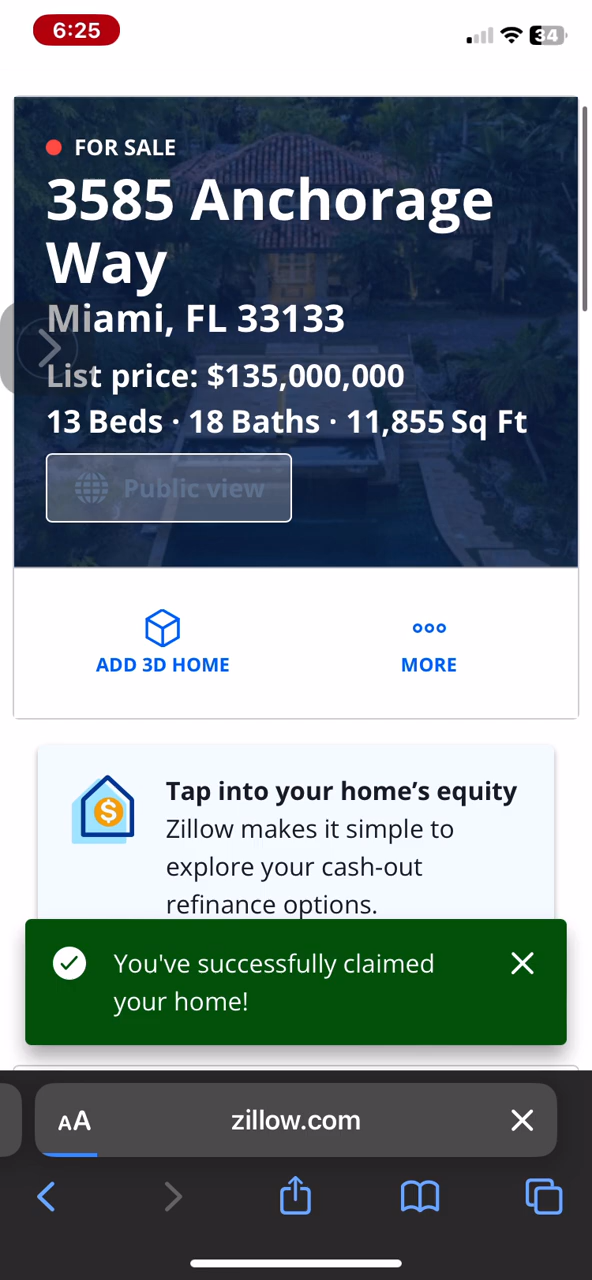 6:25
34
FOR SALE
3585 Anchorage
Way
Miami, FL 33133
List price: $135,000,000
13 Beds · 18 Baths · 11,855 Sq Ft
Public view
ADD 3D HOME
MORE
Tap into your home’s equity
Zillow makes it simple to
explore your cash-out
refinance options.
You've successfully claimed
your home!
AA
zillow.com